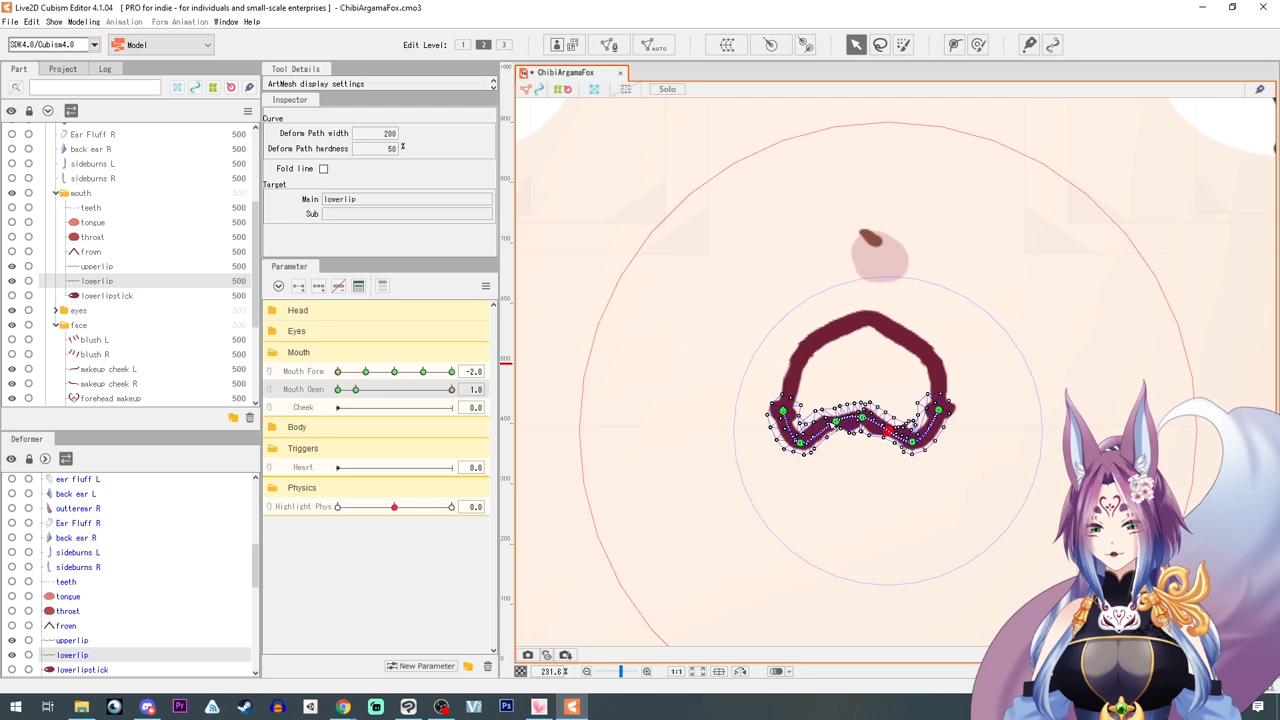 Live2D Cubism Editor 4.1.04 [ PRO for indie - for individuals and small-scale enterprises ] - ChibiArgamaFox.cmo3
File Edit Show Modeling Animation Form Animation Window Help
SDK4.0/Cubism4.0 Model Edit Level: 1 2 3 AUTO
Part Project Log
Ear Fluff R 500
back ear R 500
sideburns L 500
sideburns R 500
mouth 500
teeth 500
tongue 500
throat 500
frown 500
upperlip 500
lowerlip 500
lowerlipstick 500
eyes 500
face 500
blush L 500
blush R 500
makeup cheek L 500
makeup cheek R 500
forehead makeup 500
Deformer
ear fluff L
back ear L
outterear R
Ear Fluff R
back ear R
sideburns L
sideburns R
teeth
tongue
throat
frown
upperlip
lowerlip
lowerlipstick
Tool Details
ArtMesh display settings
Inspector
Curve
Deform Path width 200
Deform Path hardness 50 %
Fold line
Target
Main lowerlip
Sub
Parameter
Head
Eyes
Mouth
Mouth Form -2.0
Mouth Open 1.0
Cheek 0.0
Body
Triggers
Heart 0.0
Physics
Highlight Phys 0.0
New Parameter
* ChibiArgamaFox
Solo
231.6% 1:1